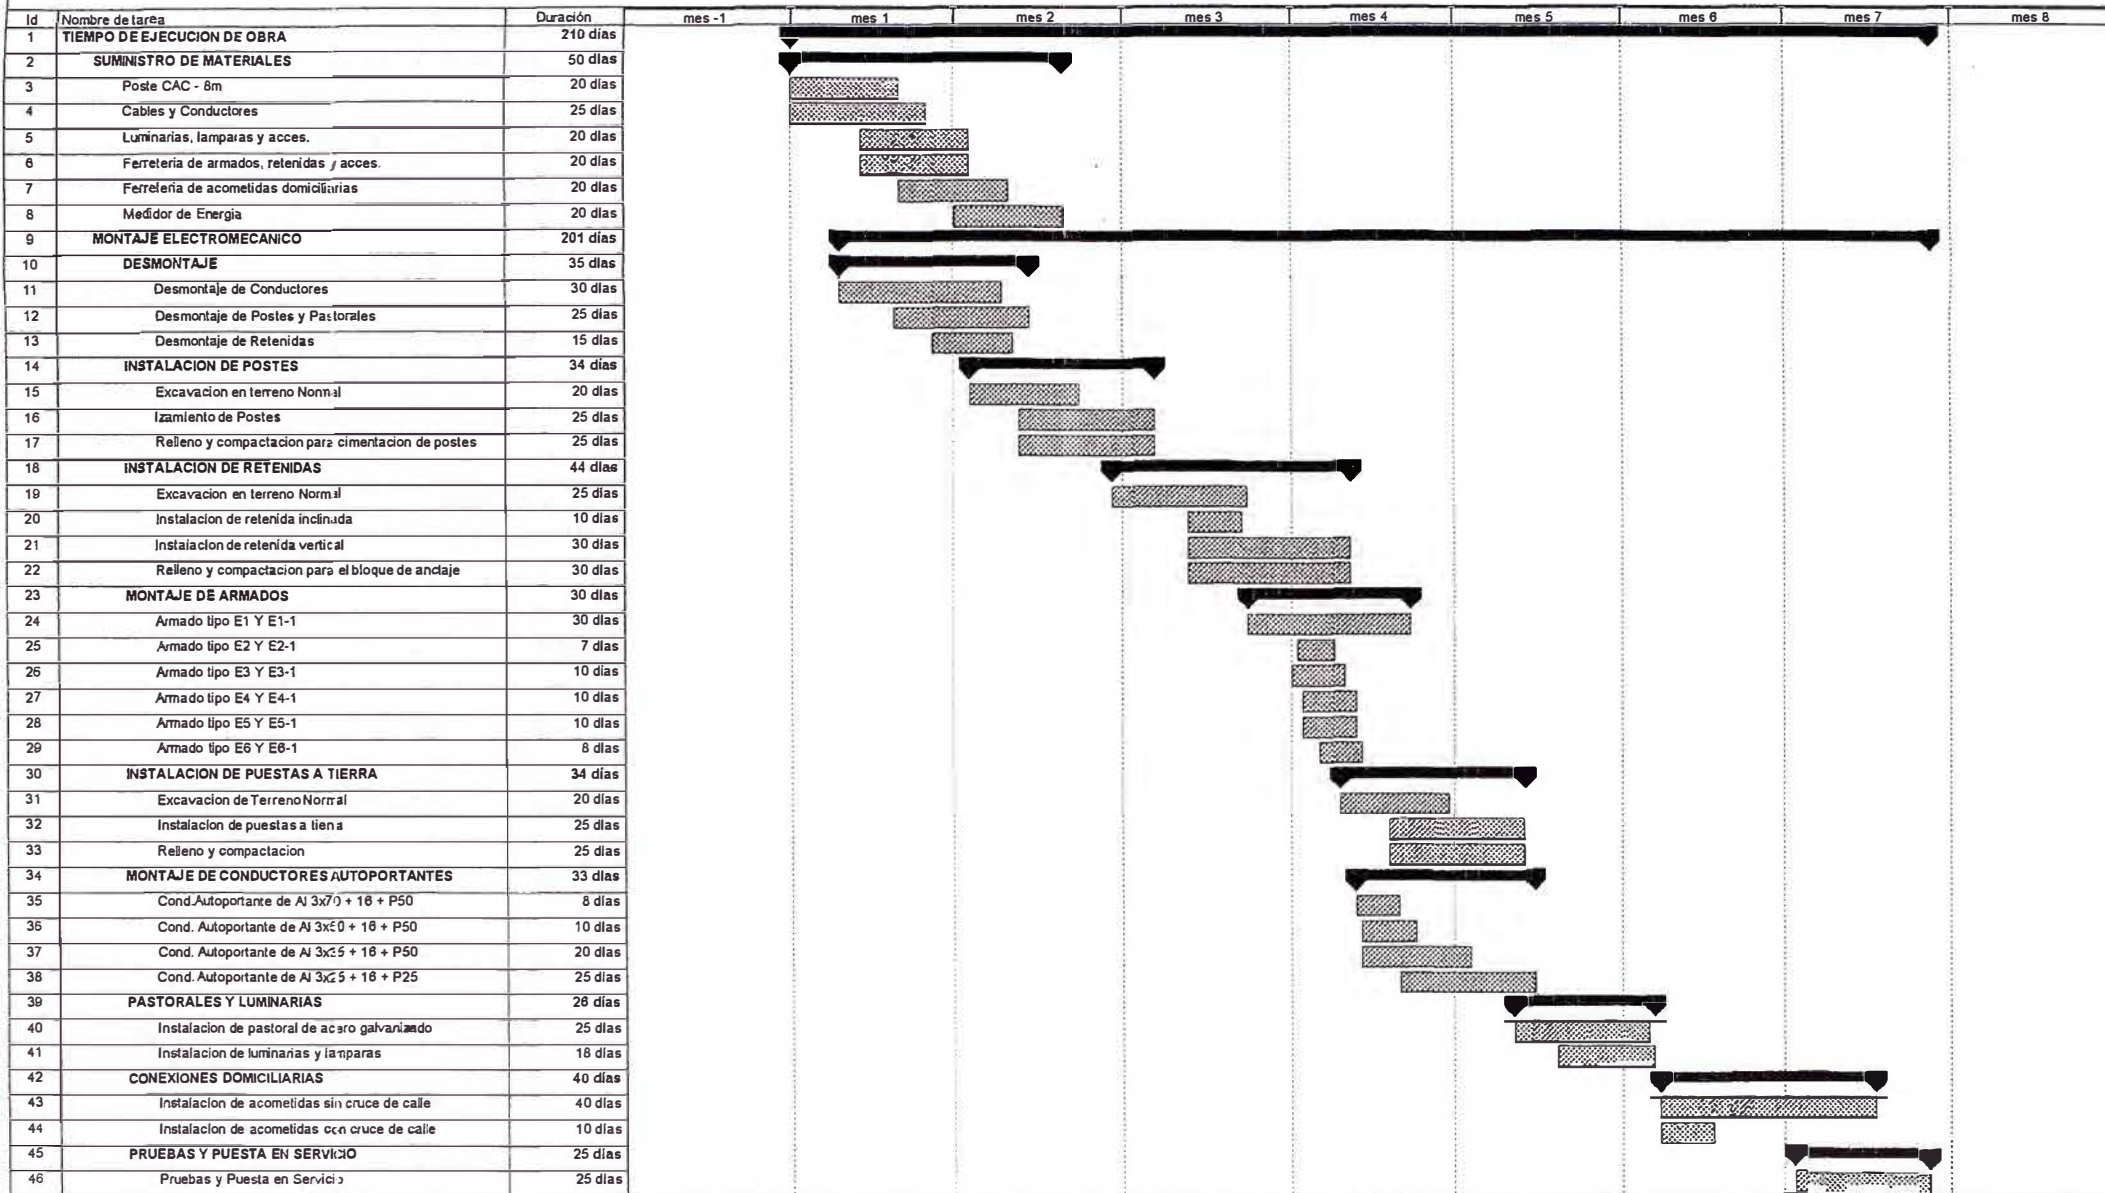 Id Nombre de tarea Duración mes -1 mes 1 mes 2 mes 3 mes 4 mes 5 mes 6 mes 7 mes 8
1 TIEMPO DE EJECUCION DE OBRA 210 días
2 SUMINISTRO DE MATERIALES 50 días
3 Poste CAC - 8m 20 días
4 Cables y Conductores 25 días
5 Luminarias, lamparas y acces. 20 días
6 Ferreteria de armados, retenidas y acces. 20 días
7 Ferreteria de acometidas domiciliarias 20 días
8 Medidor de Energia 20 días
9 MONTAJE ELECTROMECANICO 201 días
10 DESMONTAJE 35 días
11 Desmontaje de Conductores 30 días
12 Desmontaje de Postes y Pastorales 25 días
13 Desmontaje de Retenidas 15 días
14 INSTALACION DE POSTES 34 días
15 Excavacion en terreno Normal 20 días
16 Izamiento de Postes 25 días
17 Relleno y compactacion para cimentacion de postes 25 días
18 INSTALACION DE RETENIDAS 44 días
19 Excavacion en terreno Normal 25 días
20 Instalacion de retenida inclinada 10 días
21 Instalacion de retenida vertical 30 días
22 Relleno y compactacion para el bloque de anclaje 30 días
23 MONTAJE DE ARMADOS 30 días
24 Armado tipo E1 Y E1-1 30 días
25 Armado tipo E2 Y E2-1 7 días
26 Armado tipo E3 Y E3-1 10 días
27 Armado tipo E4 Y E4-1 10 días
28 Armado tipo E5 Y E5-1 10 días
29 Armado tipo E6 Y E6-1 8 días
30 INSTALACION DE PUESTAS A TIERRA 34 días
31 Excavacion de Terreno Normal 20 días
32 Instalacion de puestas a tierra 25 días
33 Relleno y compactacion 25 días
34 MONTAJE DE CONDUCTORES AUTOPORTANTES 33 días
35 Cond.Autoportante de Al 3x70 + 16 + P50 8 días
36 Cond. Autoportante de Al 3x50 + 16 + P50 10 días
37 Cond. Autoportante de Al + 16 + P50 20 días
38 Cond. Autoportante de Al + 16 + P25 25 días
39 PASTORALES Y LUMINARIAS 26 días
40 Instalacion de pastoral de acero galvanizado 25 días
41 Instalacion de luminarias y lamparas 18 días
42 CONEXIONES DOMICILIARIAS 40 días
43 Instalacion de acometidas sin cruce de calle 40 días
44 Instalacion de acometidas con cruce de calle 10 días
45 PRUEBAS Y PUESTA EN SERVICIO 25 días
46 Pruebas y Puesta en Servicio 25 días